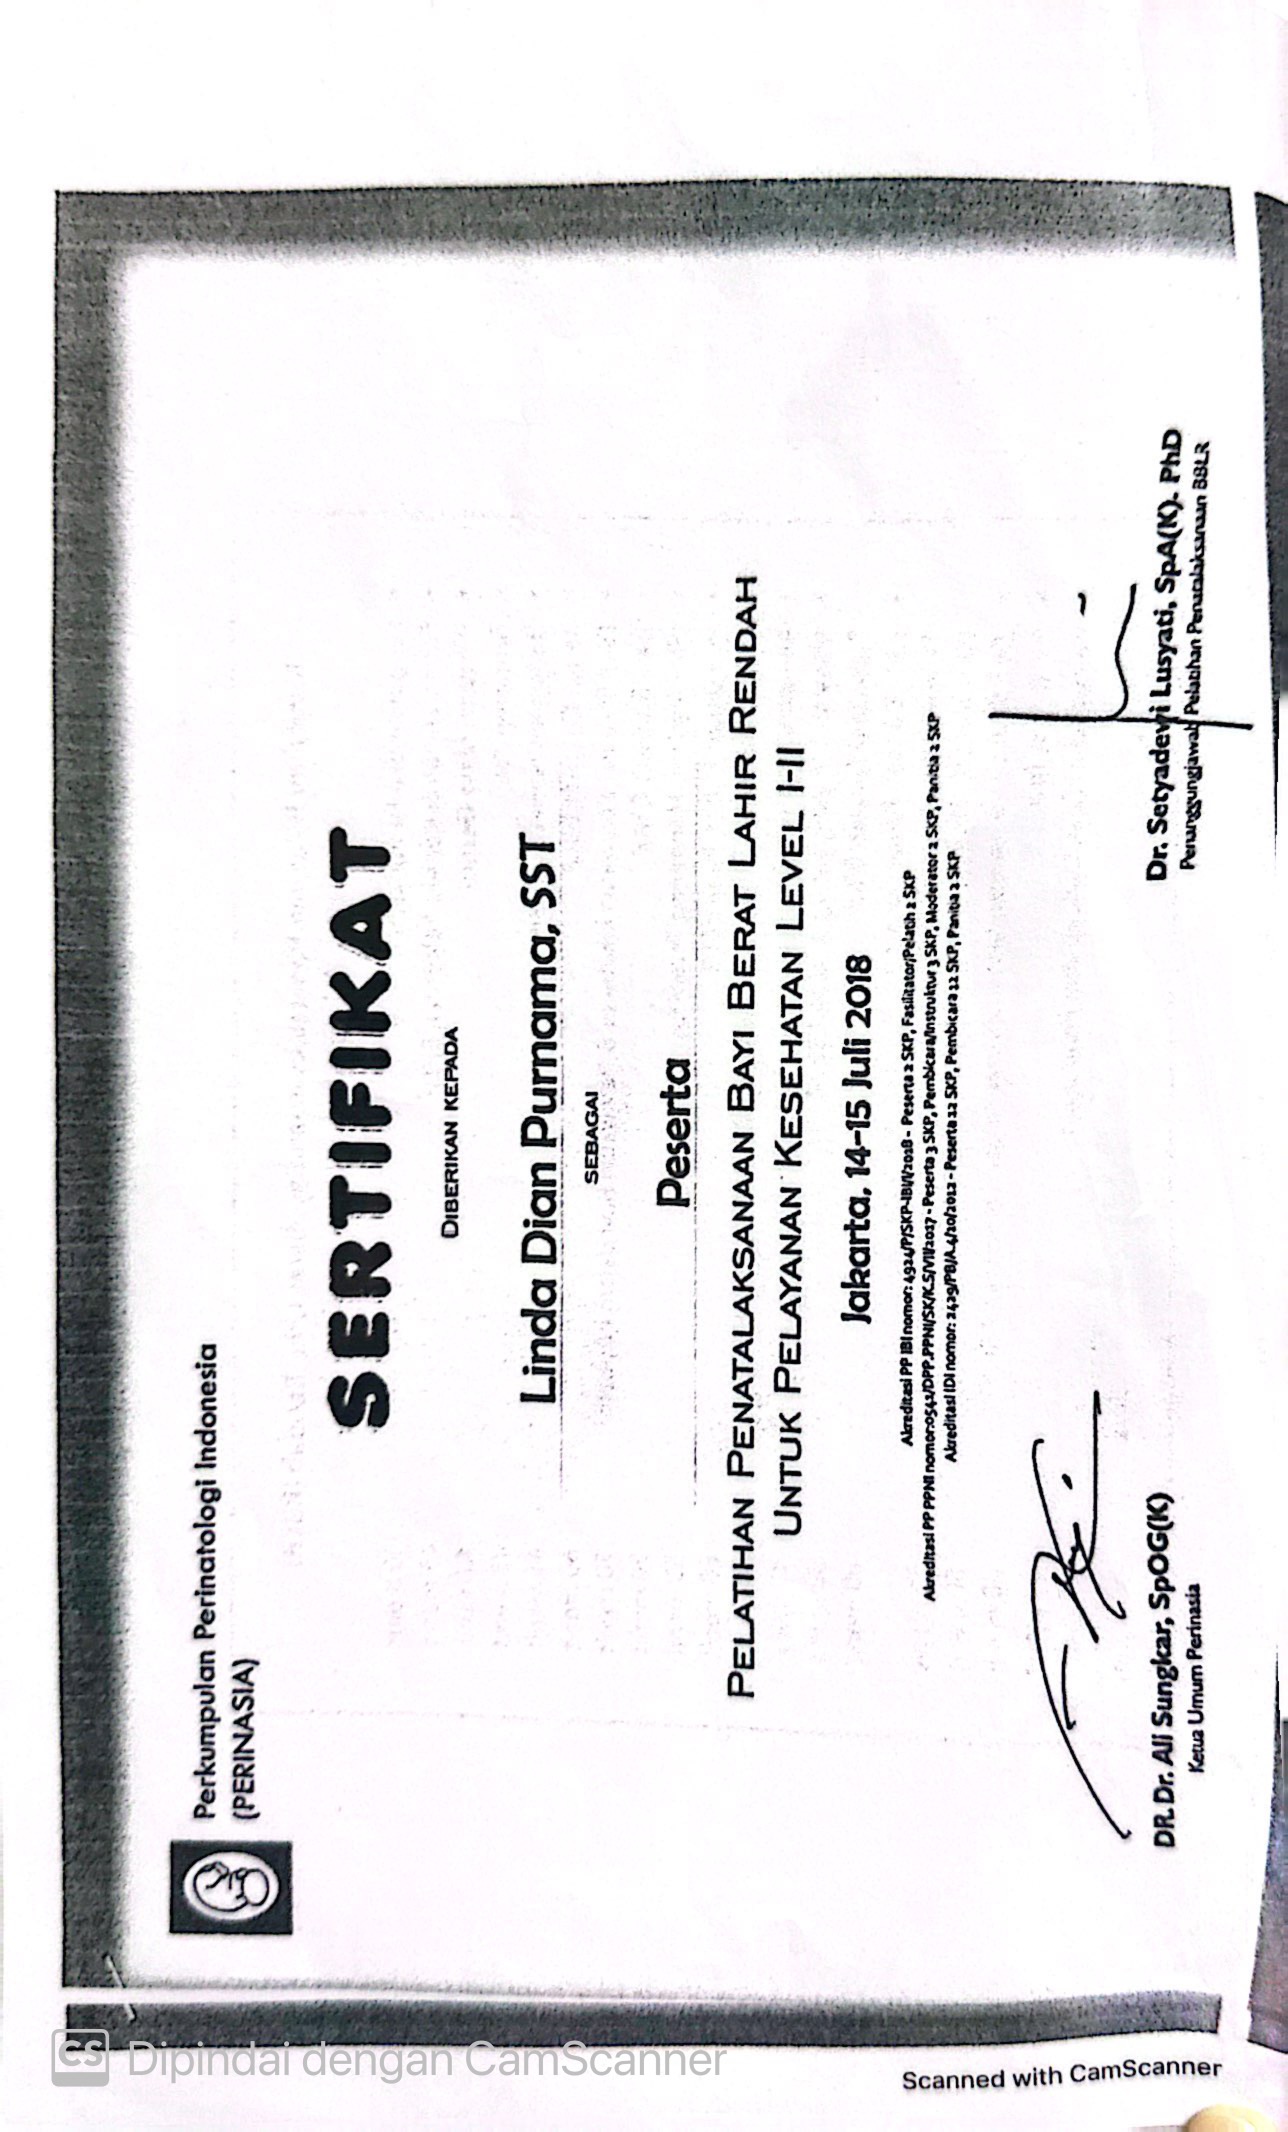 Perkumpulan Perinatologi Indonesia
(PERINASIA)
SERTIFIKAT
DIBERIKAN KEPADA
Linda Dian Purnama, SST
SEBAGAI
Peserta
PELATIHAN PENATALAKSANAAN BAYI BERAT LAHIR RENDAH
UNTUK PELAYANAN KESEHATAN LEVEL I-II
Jakarta, 14-15 Juli 2018
Akreditasi PP IBI nomor: 4924/P/SKP-IBI/V/2018 - Peserta 2 SKP, Fasilitator/Pelatih 2 SKP
Akreditasi PP PPNI nomor:0542/DPP.PPNI/SK/K.S/VII/2017 - Peserta 3 SKP, Pembicara/Instruktur 3 SKP, Moderator 2 SKP, Panitia 2 SKP
Akreditasi IDI nomor: 2429/PB/A.4/10/2012 - Peserta 12 SKP, Pembicara 12 SKP, Panitia 2 SKP
DR.Dr. Ali Sungkar, SpOG(K)
Ketua Umum Perinasia
Dr. Setyadewi Lusyati, SpA(K). PhD
Penanggungjawab Pelatihan Penatalaksanaan BBLR
CS Dipindai dengan CamScanner
Scanned with CamScanner